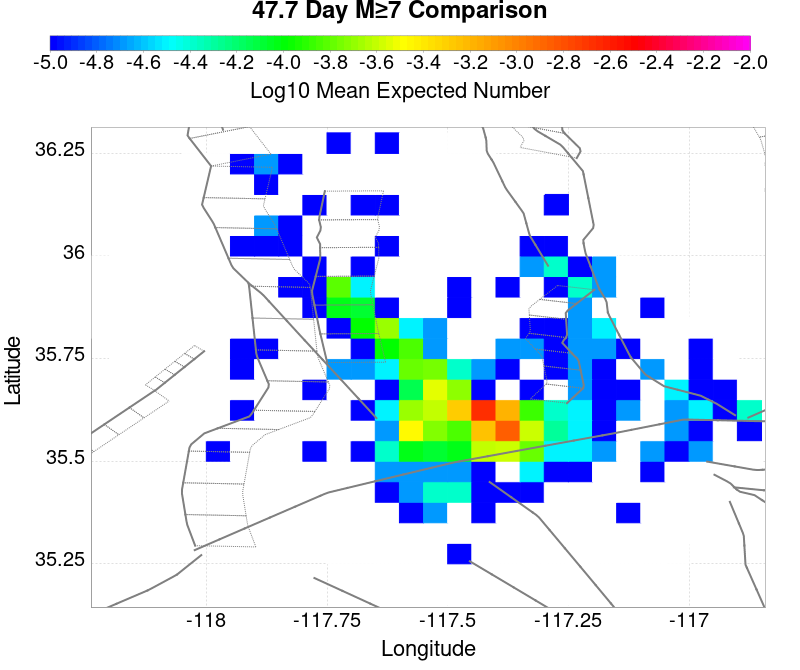 47.7 Day M≥7 Comparison
-5.0 -4.8 -4.6 -4.4 -4.2 -4.0 -3.8 -3.6 -3.4 -3.2 -3.0 -2.8 -2.6 -2.4 -2.2 -2.0
Log10 Mean Expected Number
36.25
36
35.75
35.5
35.25
Latitude
-118 -117.75 -117.5 -117.25 -117
Longitude